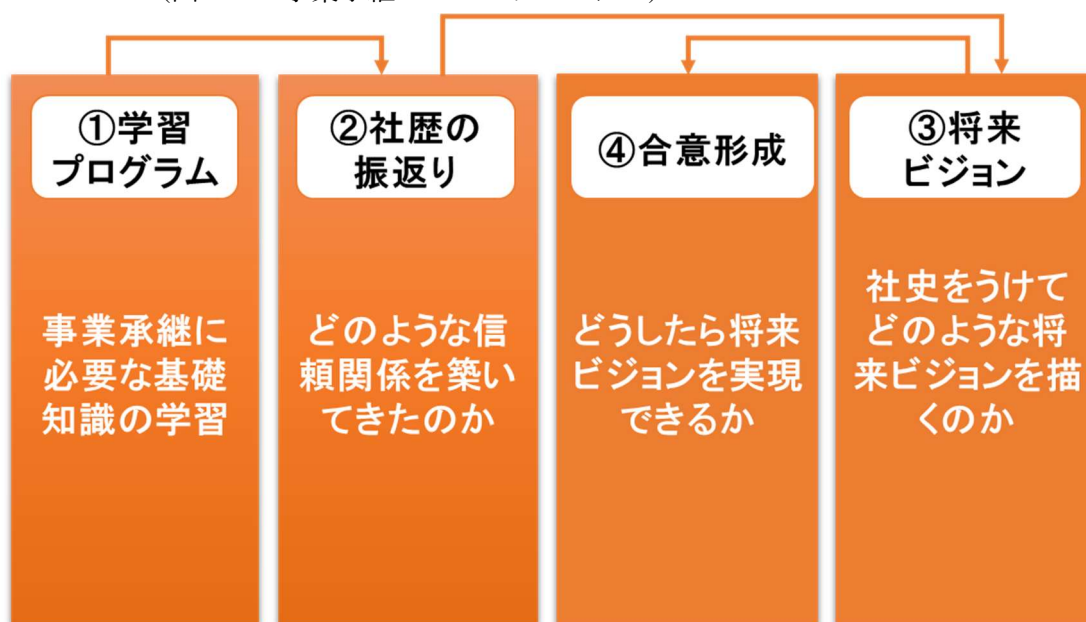 ①学習
プログラム
事業承継に
必要な基礎
知識の学習
②社歴の
振返り
どのような信
頼関係を築い
てきたのか
④合意形成
どうしたら将来
ビジョンを実現
できるか
③将来
ビジョン
社史をうけて
どのような将
来ビジョンを描
くのか